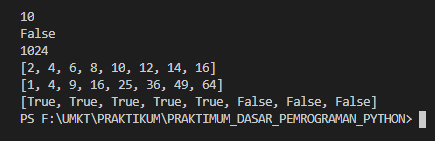 10
False
1024
[2, 4, 6, 8, 10, 12, 14, 16]
[1, 4, 9, 16, 25, 36, 49, 64]
[True, True, True, True, True, False, False, False]
PS F:\UMKT\PRAKTIKUM\PRAKTIMUM_DASAR_PEMROGRAMAN_PYTHON>